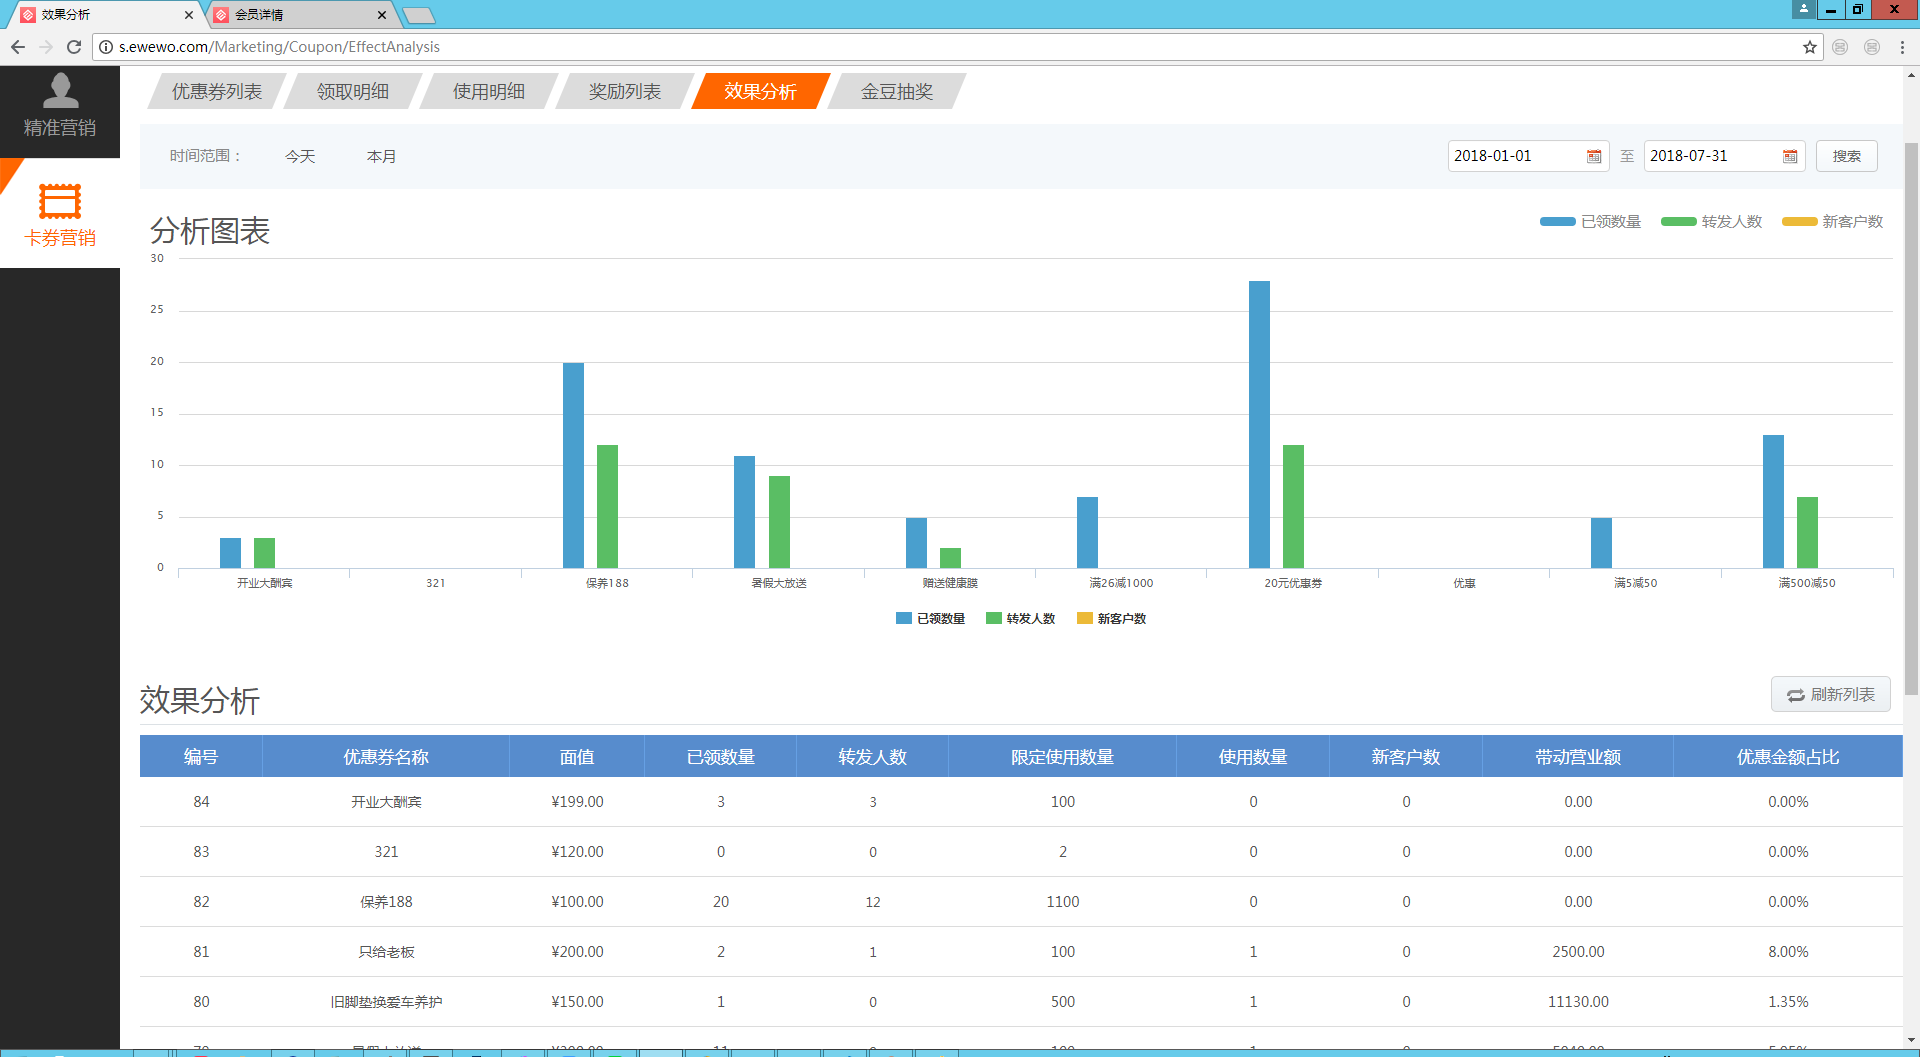 效果分析
会员详情
s.ewewo.com/Marketing/Coupon/EffectAnalysis
精准营销
卡券营销
优惠券列表 领取明细 使用明细 奖励列表 效果分析 金豆抽奖
时间范围： 今天 本月 2018-01-01 至 2018-07-31 搜索
分析图表
已领数量 转发人数 新客户数
30
25
20
15
10
5
0
开业大酬宾 321 保养188 暑假大放送 赠送健康膜 满26减1000 20元优惠券 优惠 满5减50 满500减50
已领数量 转发人数 新客户数
效果分析
刷新列表
编号 优惠券名称 面值 已领数量 转发人数 限定使用数量 使用数量 新客户数 带动营业额 优惠金额占比
84 开业大酬宾 ¥199.00 3 3 100 0 0 0.00 0.00%
83 321 ¥120.00 0 0 2 0 0 0.00 0.00%
82 保养188 ¥100.00 20 12 1100 0 0 0.00 0.00%
81 只给老板 ¥200.00 2 1 100 1 0 2500.00 8.00%
80 旧脚垫换爱车养护 ¥150.00 1 0 500 1 0 11130.00 1.35%